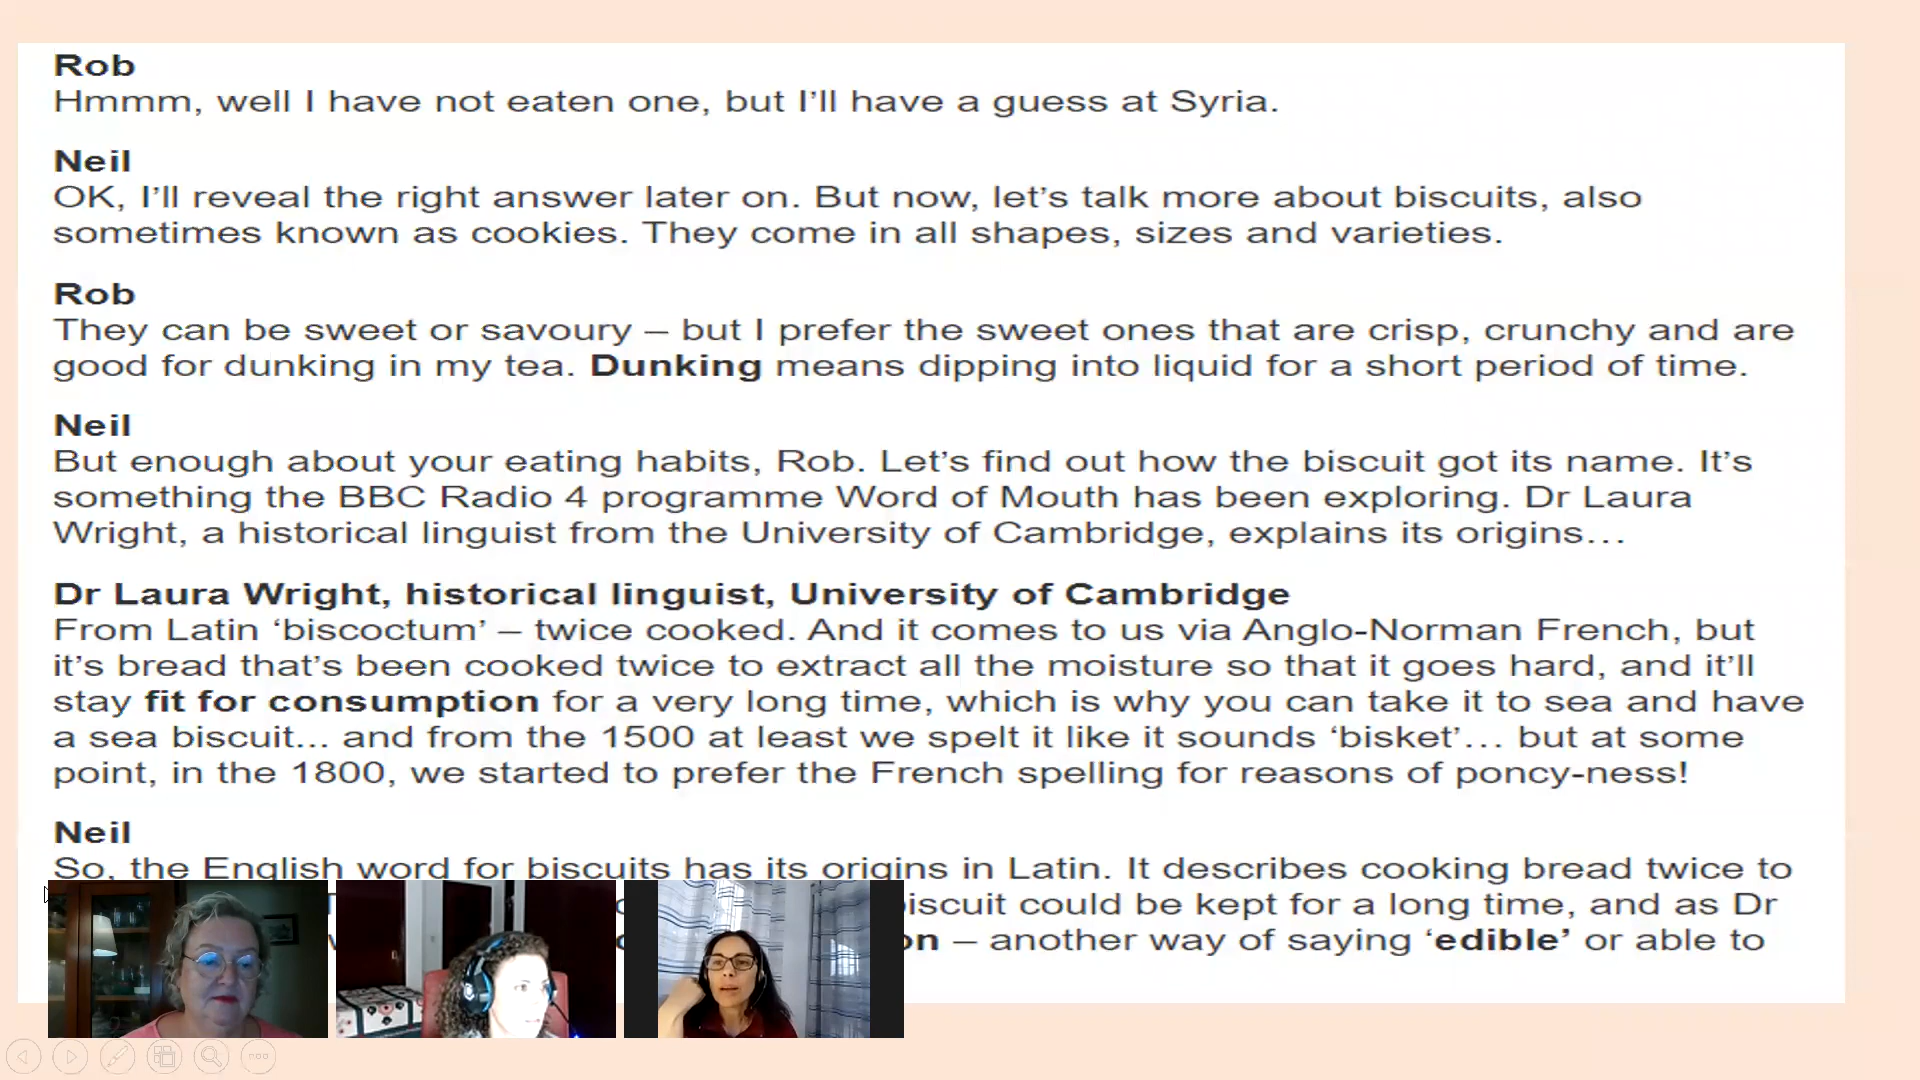 Rob
Hmmm, well I have not eaten one, but I’ll have a guess at Syria.
Neil
OK, I’ll reveal the right answer later on. But now, let’s talk more about biscuits, also
sometimes known as cookies. They come in all shapes, sizes and varieties.
Rob
They can be sweet or savoury – but I prefer the sweet ones that are crisp, crunchy and are
good for dunking in my tea. Dunking means dipping into liquid for a short period of time.
Neil
But enough about your eating habits, Rob. Let’s find out how the biscuit got its name. It’s
something the BBC Radio 4 programme Word of Mouth has been exploring. Dr Laura
Wright, a historical linguist from the University of Cambridge, explains its origins…
Dr Laura Wright, historical linguist, University of Cambridge
From Latin ‘biscoctum’ – twice cooked. And it comes to us via Anglo-Norman French, but
it’s bread that’s been cooked twice to extract all the moisture so that it goes hard, and it’ll
stay fit for consumption for a very long time, which is why you can take it to sea and have
a sea biscuit... and from the 1500 at least we spelt it like it sounds ‘bisket’… but at some
point, in the 1800, we started to prefer the French spelling for reasons of poncy-ness!
Neil
So, the English word for biscuits has its origins in Latin. It describes cooking bread twice to
biscuit could be kept for a long time, and as Dr
– another way of saying ‘edible’ or able to